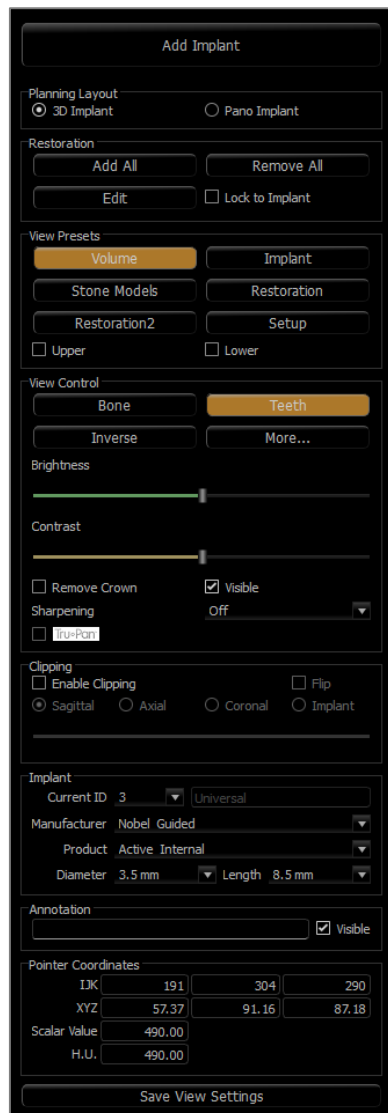 Add Implant
Planning Layout
3D Implant Pano Implant
Restoration
Add All Remove All
Edit Lock to Implant
View Presets
Volume Implant
Stone Models Restoration
Restoration2 Setup
Upper Lower
View Control
Bone Teeth
Inverse More...
Brightness
Contrast
Remove Crown Visible
Sharpening Off
Tru•Pan
Clipping
Enable Clipping Flip
Sagittal Axial Coronal Implant
Implant
Current ID 3 Universal
Manufacturer Nobel Guided
Product Active Internal
Diameter 3.5 mm Length 8.5 mm
Annotation
Visible
Pointer Coordinates
IJK 191 304 290
XYZ 57.37 91.16 87.18
Scalar Value 490.00
H.U. 490.00
Save View Settings